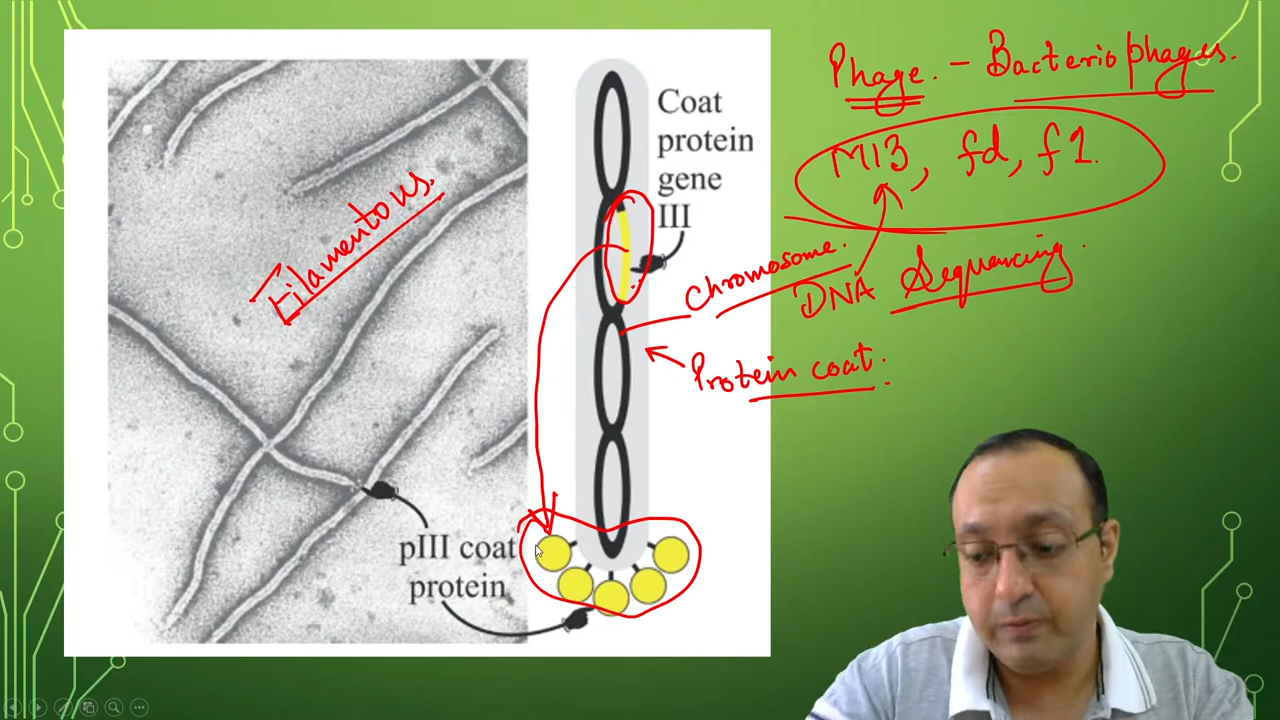 Phage. - Bacteriophages.
M13, fd, f1.
DNA Sequencing.
Chromosome.
Protein coat.
Filamentous.
Coat
protein
gene
III
pIII coat
protein